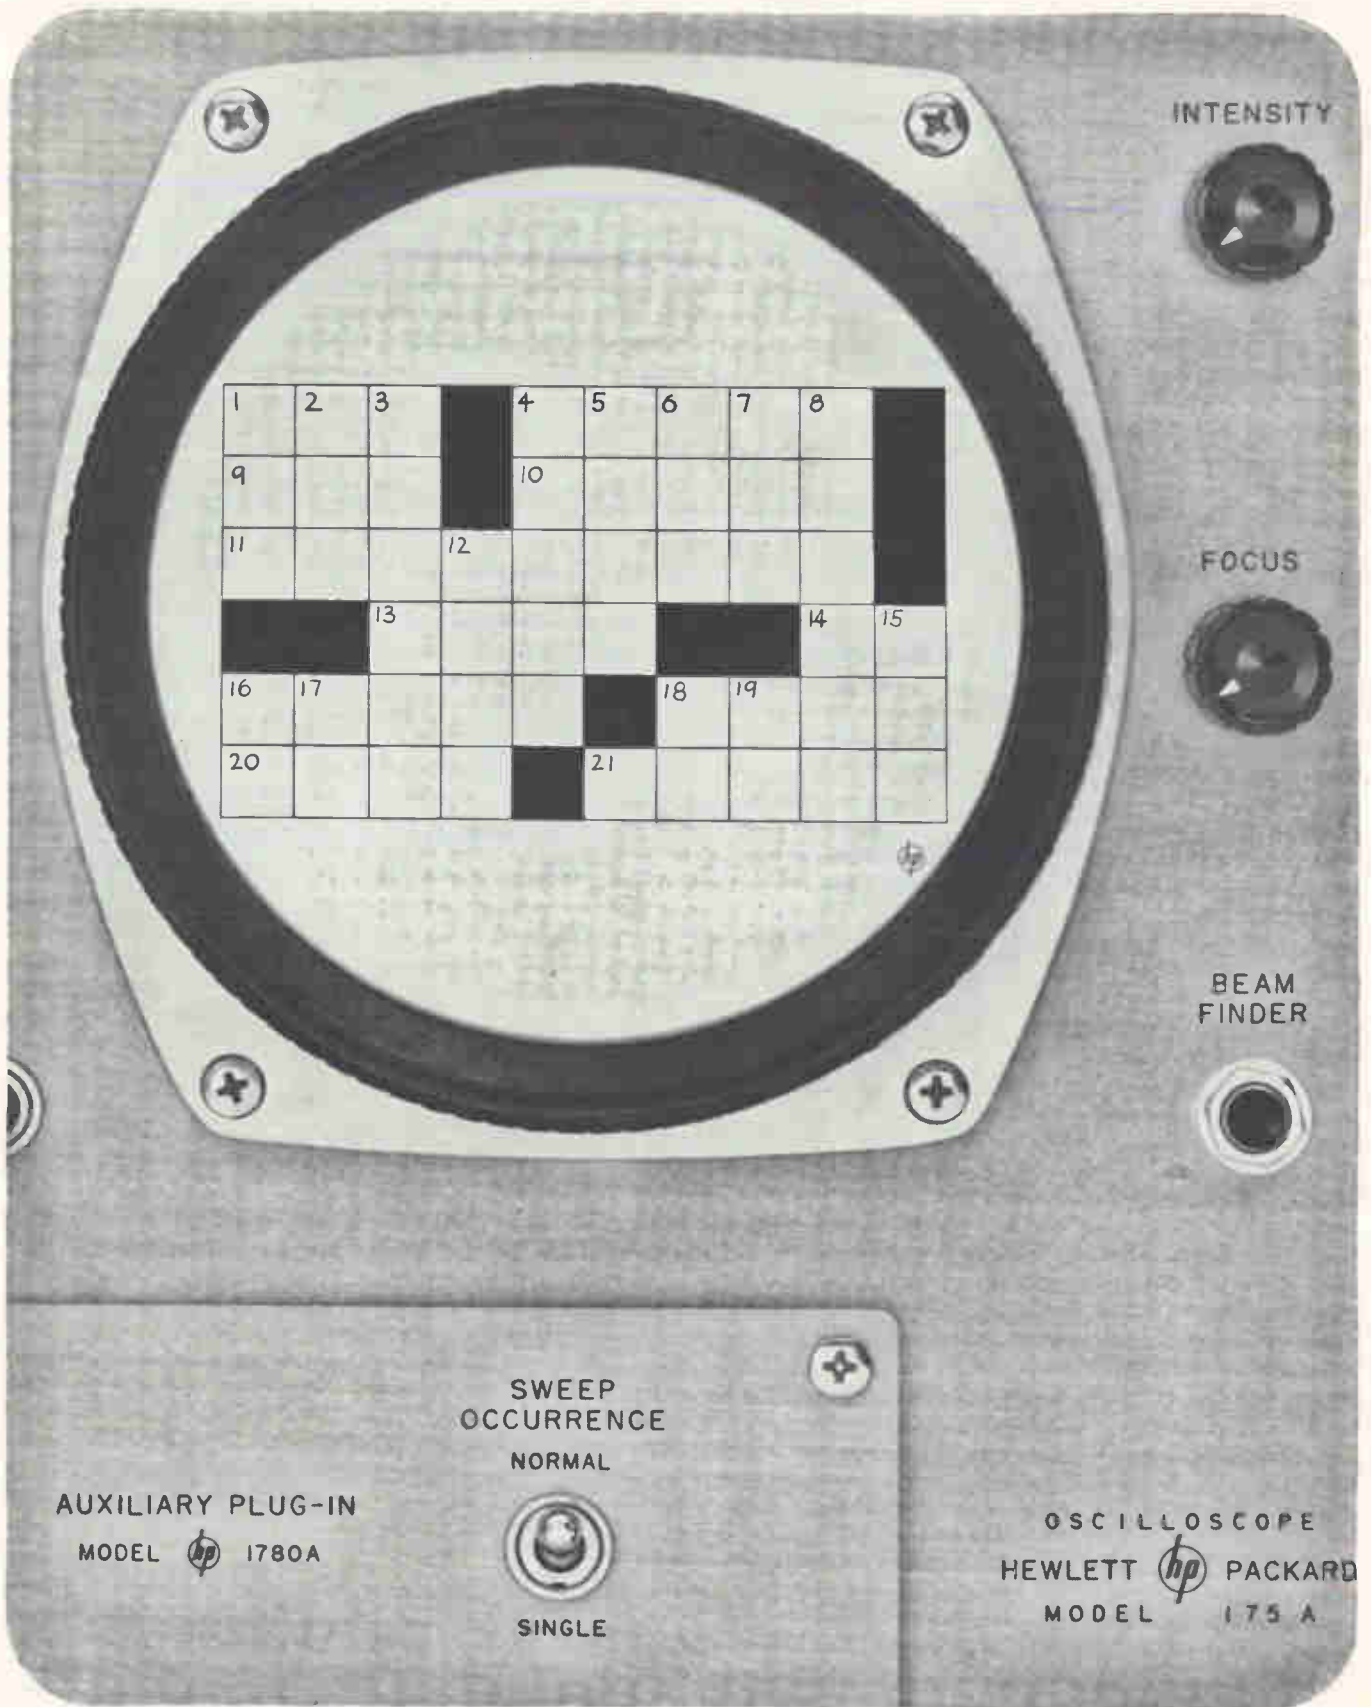 INTENSITY
1 2 3 4 5 6 7 8
9 10
11 12
FOCUS
13 14 15
16 17 18 19
20 21
hp
BEAM
FINDER
SWEEP
OCCURRENCE
NORMAL
AUXILIARY PLUG-IN
MODEL hp 1780A
SINGLE
OSCILLOSCOPE
HEWLETT hp PACKARD
MODEL 175 A